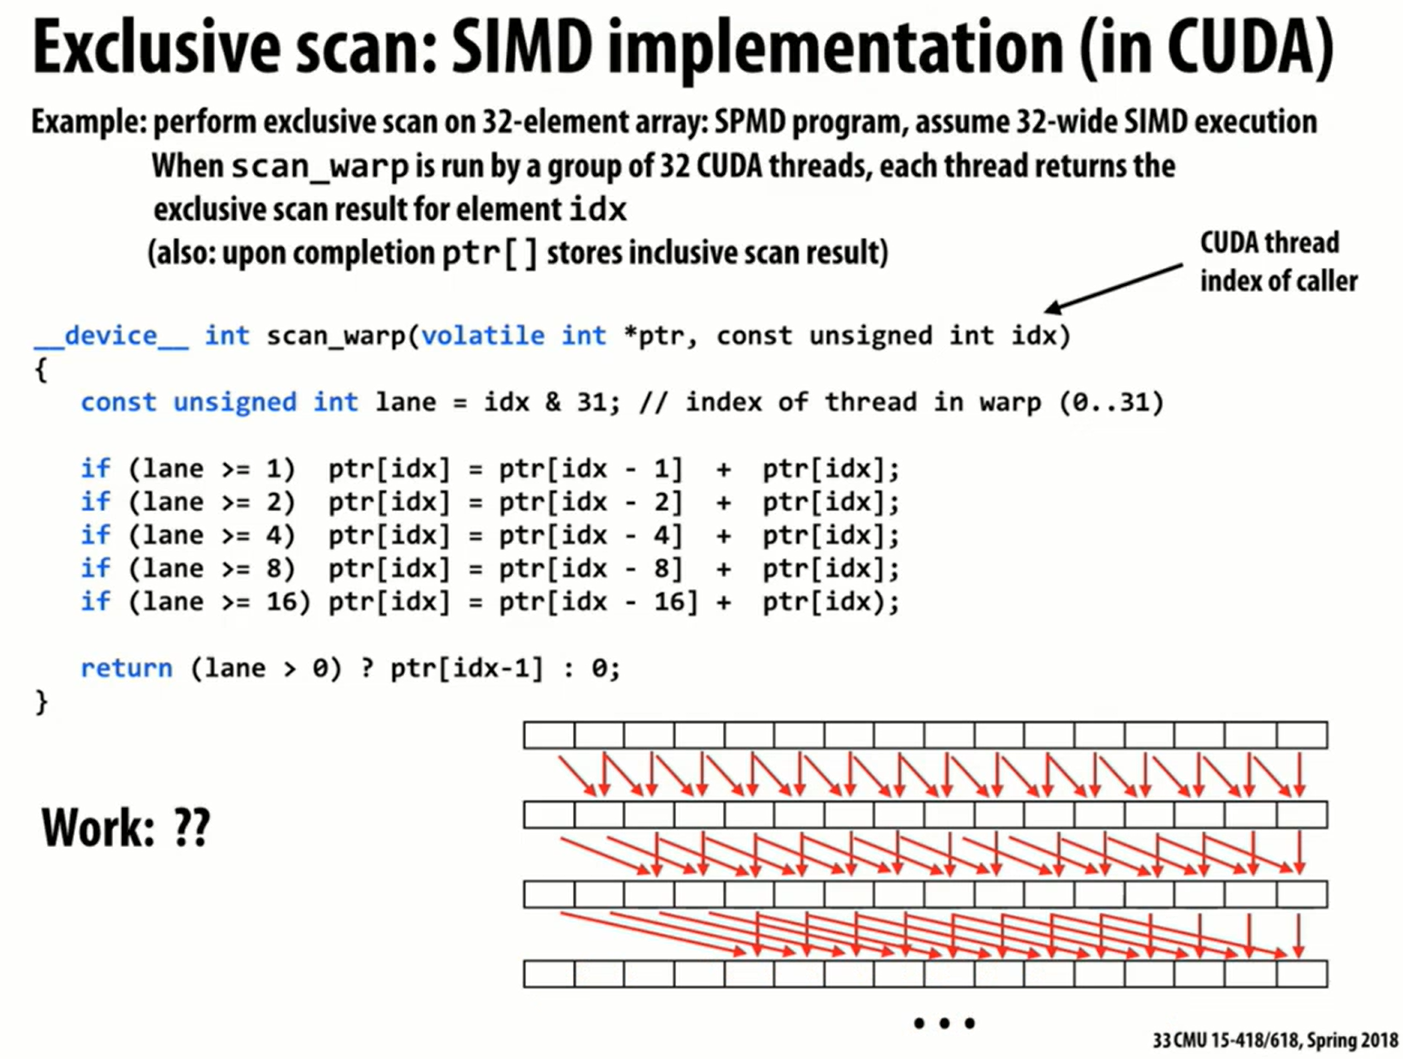 Exclusive scan: SIMD implementation (in CUDA)
Example: perform exclusive scan on 32-element array: SPMD program, assume 32-wide SIMD execution
When scan_warp is run by a group of 32 CUDA threads, each thread returns the
exclusive scan result for element idx
(also: upon completion ptr[] stores inclusive scan result)
CUDA thread
index of caller
__device__ int scan_warp(volatile int *ptr, const unsigned int idx)
{
const unsigned int lane = idx & 31; // index of thread in warp (0..31)
if (lane >= 1)  ptr[idx] = ptr[idx - 1]  +  ptr[idx];
if (lane >= 2)  ptr[idx] = ptr[idx - 2]  +  ptr[idx];
if (lane >= 4)  ptr[idx] = ptr[idx - 4]  +  ptr[idx];
if (lane >= 8)  ptr[idx] = ptr[idx - 8]  +  ptr[idx];
if (lane >= 16) ptr[idx] = ptr[idx - 16] +  ptr[idx);
return (lane > 0) ? ptr[idx-1] : 0;
}
Work: ??
• • •
33 CMU 15-418/618, Spring 2018